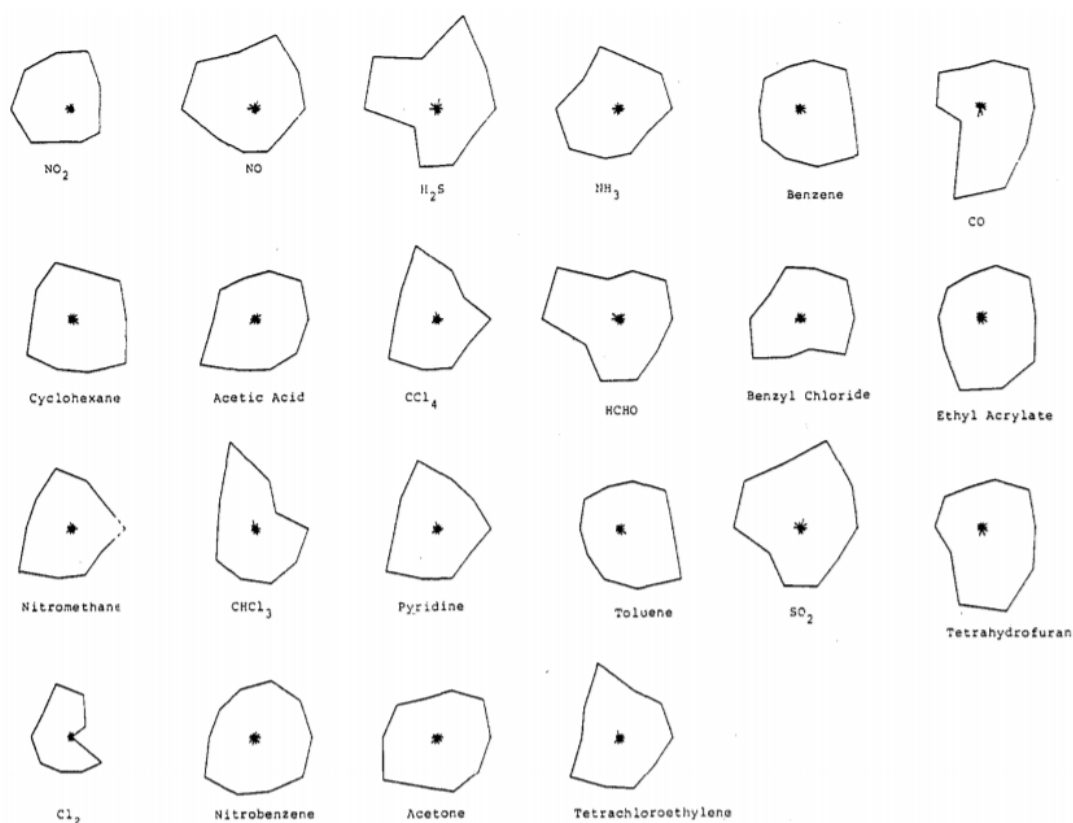 NO2
NO
H2S
NH3
Benzene
CO
Cyclohexane
Acetic Acid
CCl4
HCHO
Benzyl Chloride
Ethyl Acrylate
Nitromethane
CHCl3
Pyridine
Toluene
SO2
Tetrahydrofuran
Cl2
Nitrobenzene
Acetone
Tetrachloroethylene